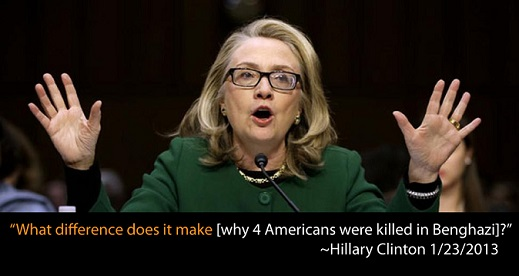 “What difference does it make [why 4 Americans were killed in Benghazi]?”
~Hillary Clinton 1/23/2013